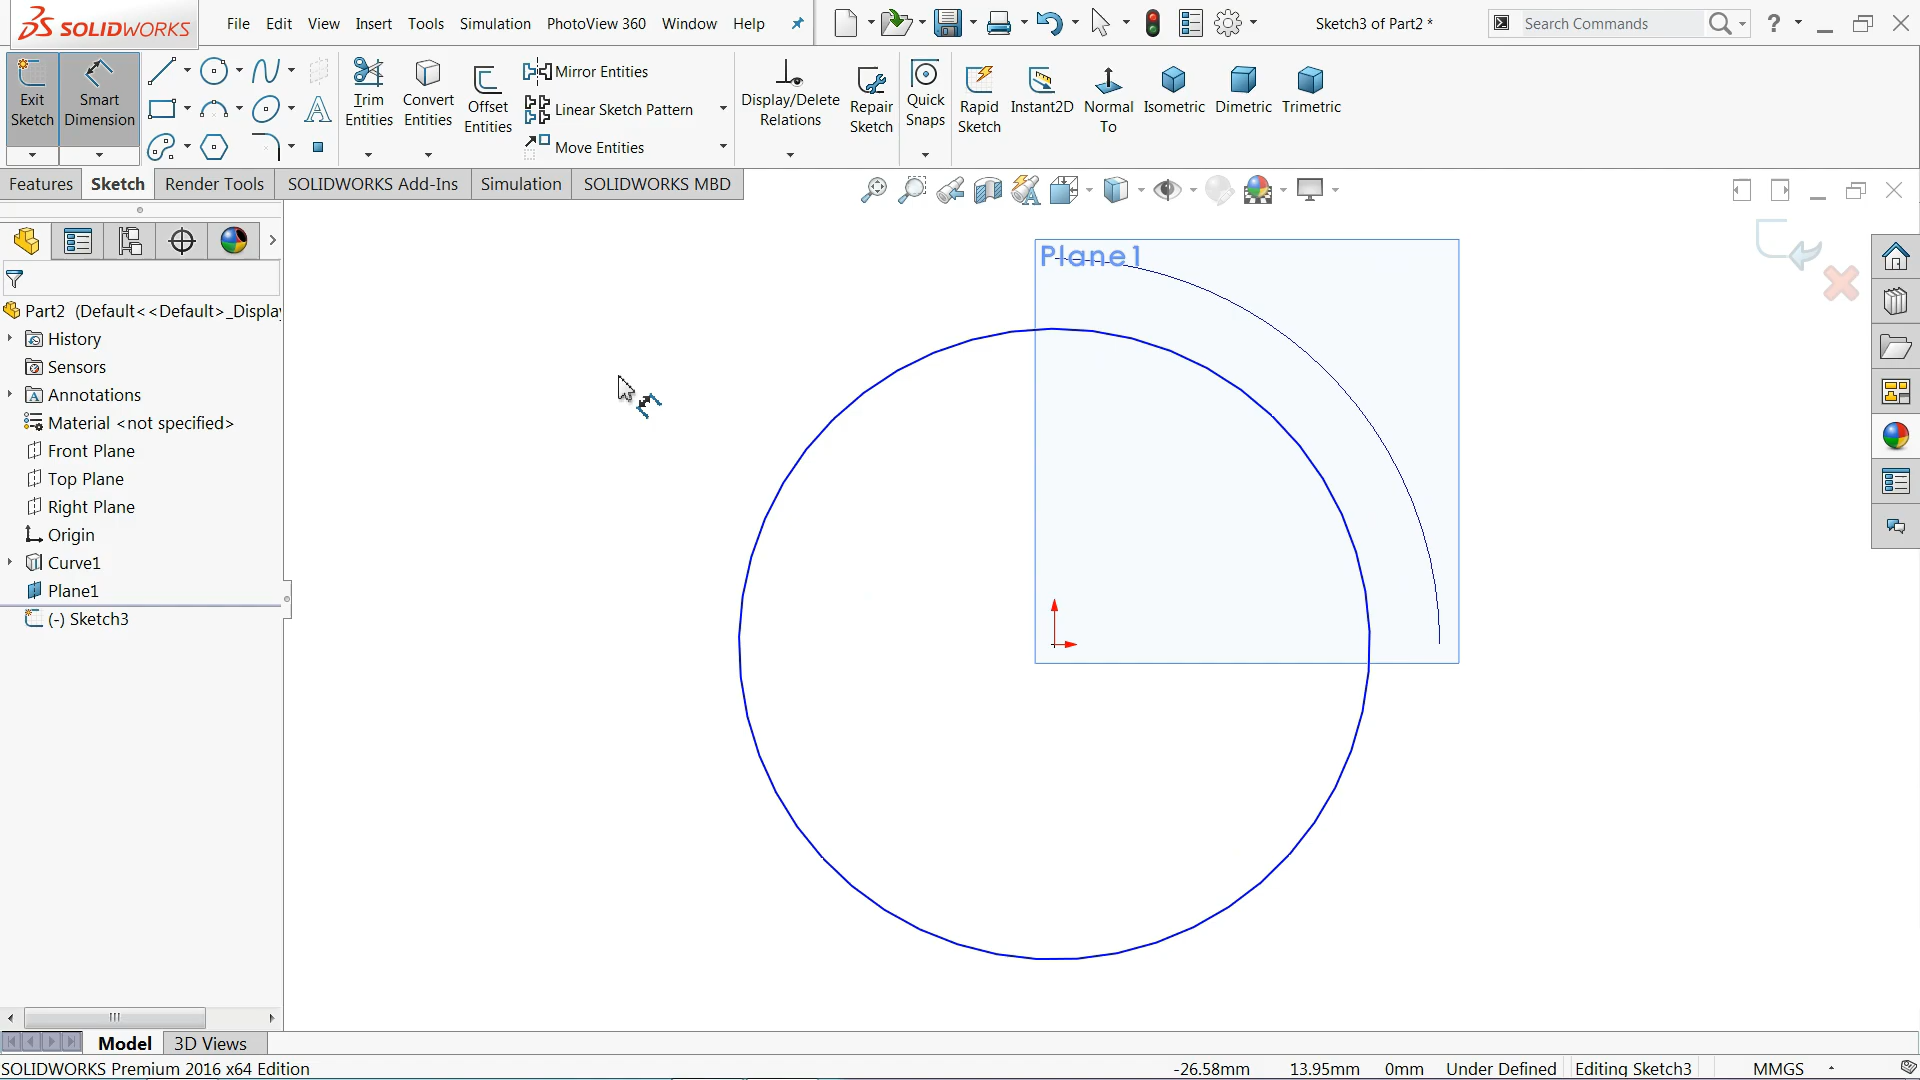 SOLIDWORKS File Edit View Insert Tools Simulation PhotoView 360 Window Help Sketch3 of Part2 * Search Commands ?
Exit Sketch
Smart Dimension
Trim Entities
Convert Entities
Offset Entities
Mirror Entities
Linear Sketch Pattern
Move Entities
Display/Delete Relations
Repair Sketch
Quick Snaps
Rapid Sketch
Instant2D
Normal To
Isometric
Dimetric
Trimetric
Features Sketch Render Tools SOLIDWORKS Add-Ins Simulation SOLIDWORKS MBD
Part2 (Default<<Default>_Displa
History
Sensors
Annotations
Material <not specified>
Front Plane
Top Plane
Right Plane
Origin
Curve1
Plane1
(-) Sketch3
Plane1
Model 3D Views
SOLIDWORKS Premium 2016 x64 Edition -26.58mm 13.95mm 0mm Under Defined Editing Sketch3 MMGS